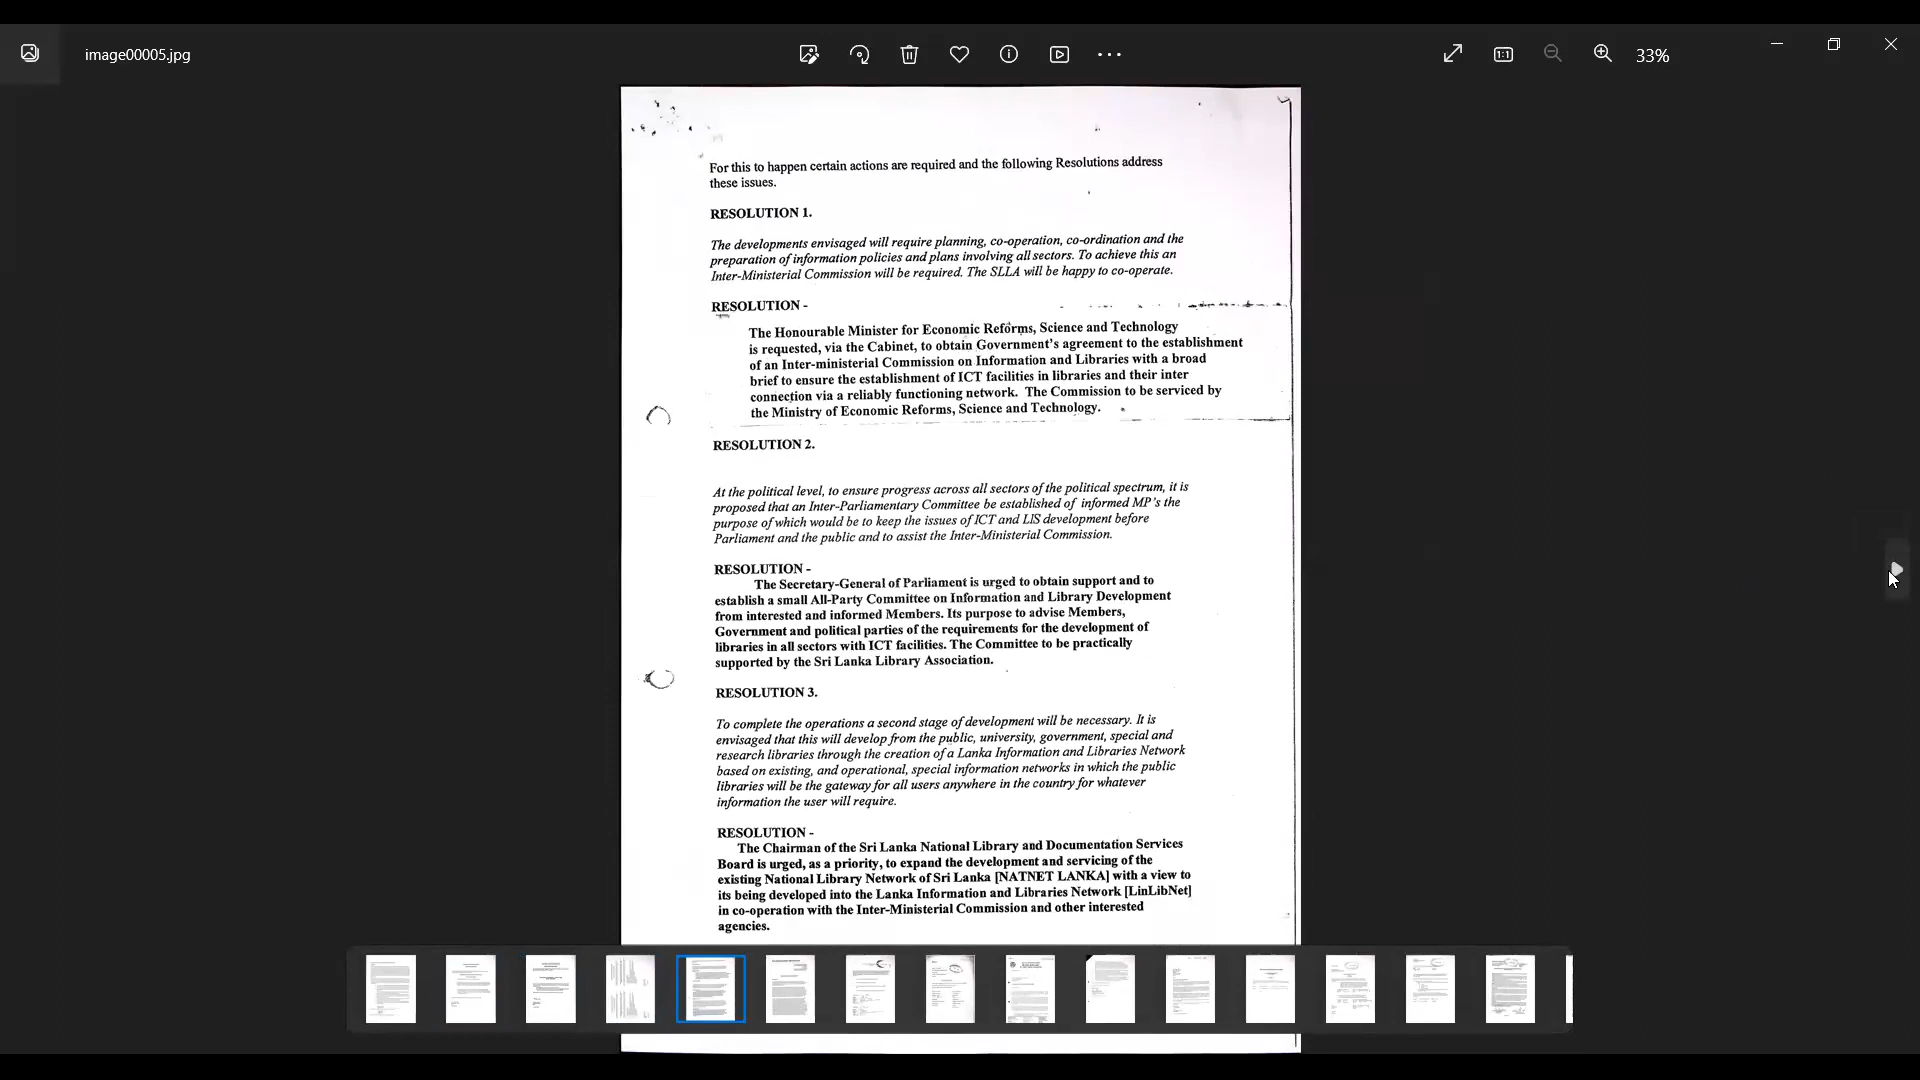 image00005.jpg
33%
For this to happen certain actions are required and the following Resolutions address
these issues.
RESOLUTION 1.
The developments envisaged will require planning, co-operation, co-ordination and the
preparation of information policies and plans involving all sectors. To achieve this an
Inter-Ministerial Commission will be required. The SLLA will be happy to co-operate.
RESOLUTION -
The Honourable Minister for Economic Reforms, Science and Technology
is requested, via the Cabinet, to obtain Government's agreement to the establishment
of an Inter-ministerial Commission on Information and Libraries with a broad
brief to ensure the establishment of ICT facilities in libraries and their inter
connection via a reliably functioning network. The Commission to be serviced by
the Ministry of Economic Reforms, Science and Technology.
RESOLUTION 2.
At the political level, to ensure progress across all sectors of the political spectrum, it is
proposed that an Inter-Parliamentary Committee be established of informed MP's the
purpose of which would be to keep the issues of ICT and LIS development before
Parliament and the public and to assist the Inter-Ministerial Commission.
RESOLUTION -
The Secretary-General of Parliament is urged to obtain support and to
establish a small All-Party Committee on Information and Library Development
from interested and informed Members. Its purpose to advise Members,
Government and political parties of the requirements for the development of
libraries in all sectors with ICT facilities. The Committee to be practically
supported by the Sri Lanka Library Association.
RESOLUTION 3.
To complete the operations a second stage of development will be necessary. It is
envisaged that this will develop from the public, university, government, special and
research libraries through the creation of a Lanka Information and Libraries Network
based on existing, and operational, special information networks in which the public
libraries will be the gateway for all users anywhere in the country for whatever
information the user will require.
RESOLUTION -
The Chairman of the Sri Lanka National Library and Documentation Services
Board is urged, as a priority, to expand the development and servicing of the
existing National Library Network of Sri Lanka [NATNET LANKA] with a view to
its being developed into the Lanka Information and Libraries Network [LinLibNet]
in co-operation with the Inter-Ministerial Commission and other interested
agencies.